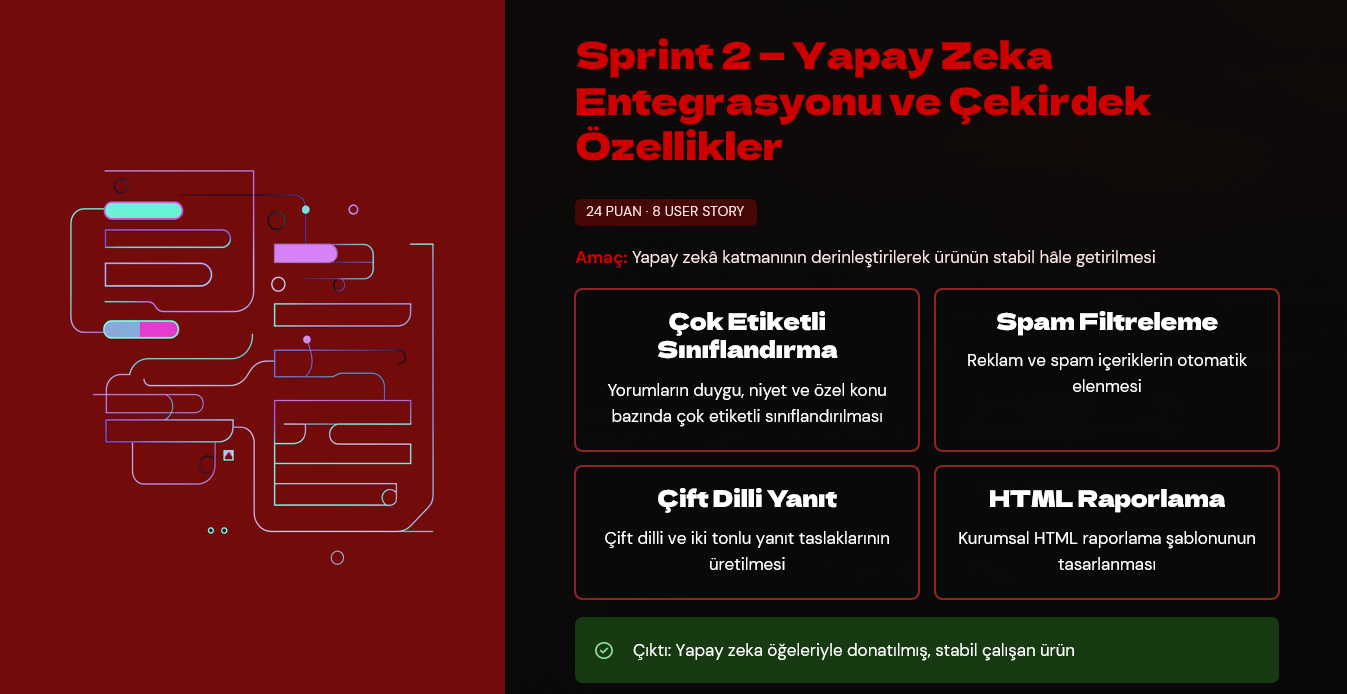 Sprint 2 – Yapay Zeka
Entegrasyonu ve Çekirdek
Özellikler
24 PUAN · 8 USER STORY
Amaç: Yapay zekâ katmanının derinleştirilerek ürünün stabil hâle getirilmesi
Çok Etiketli
Sınıflandırma
Yorumların duygu, niyet ve özel konu
bazında çok etiketli sınıflandırılması
Spam Filtreleme
Reklam ve spam içeriklerin otomatik
elenmesi
Çift Dilli Yanıt
Çift dilli ve iki tonlu yanıt taslaklarının
üretilmesi
HTML Raporlama
Kurumsal HTML raporlama şablonunun
tasarlanması
Çıktı: Yapay zeka öğeleriyle donatılmış, stabil çalışan ürün